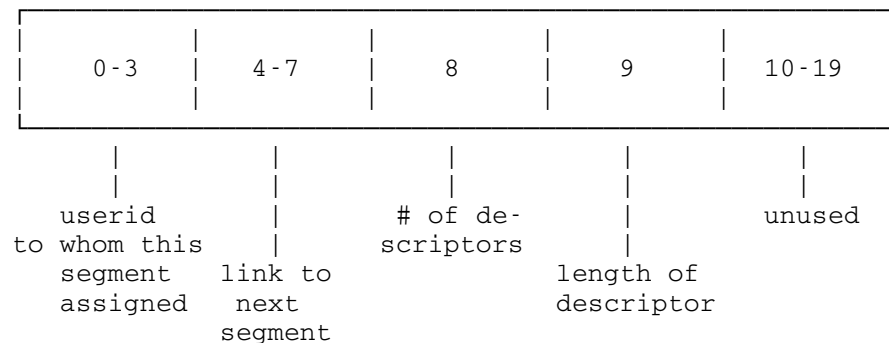 0-3 4-7 8 9 10-19
userid # of de- unused
to whom this scriptors
segment link to length of
assigned next descriptor
segment